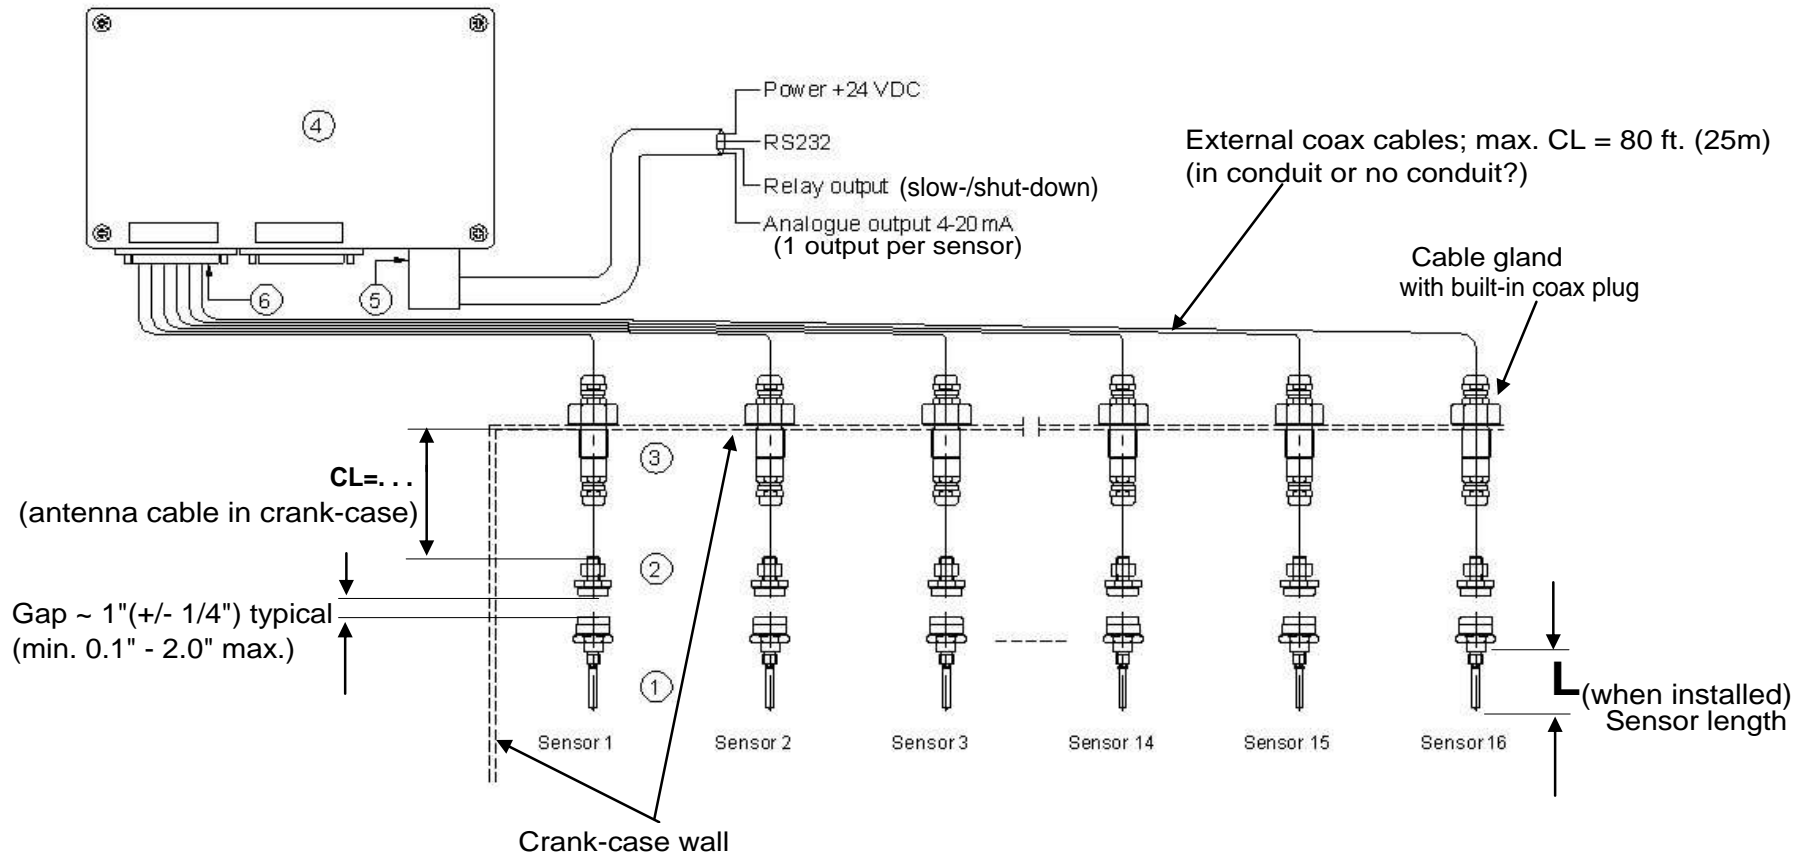 4
Power +24 VDC
RS232
Relay output (slow-/shut-down)
Analogue output 4-20 mA
(1 output per sensor)
External coax cables; max. CL = 80 ft. (25m)
(in conduit or no conduit?)
Cable gland
with built-in coax plug
6
5
3
CL=. . .
(antenna cable in crank-case)
2
Gap ~ 1"(+/- 1/4") typical
(min. 0.1" - 2.0" max.)
1
L (when installed)
Sensor length
Sensor 1
Sensor 2
Sensor 3
Sensor 14
Sensor 15
Sensor 16
Crank-case wall